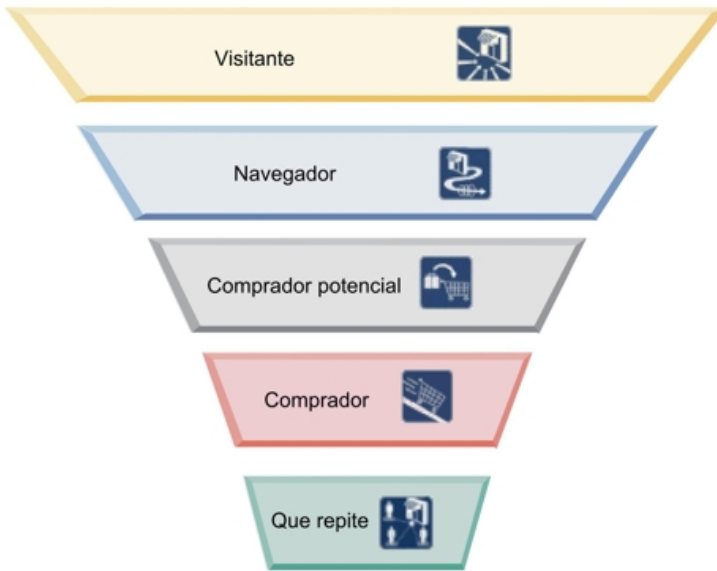 Visitante
Navegador
Comprador potencial
Comprador
Que repite